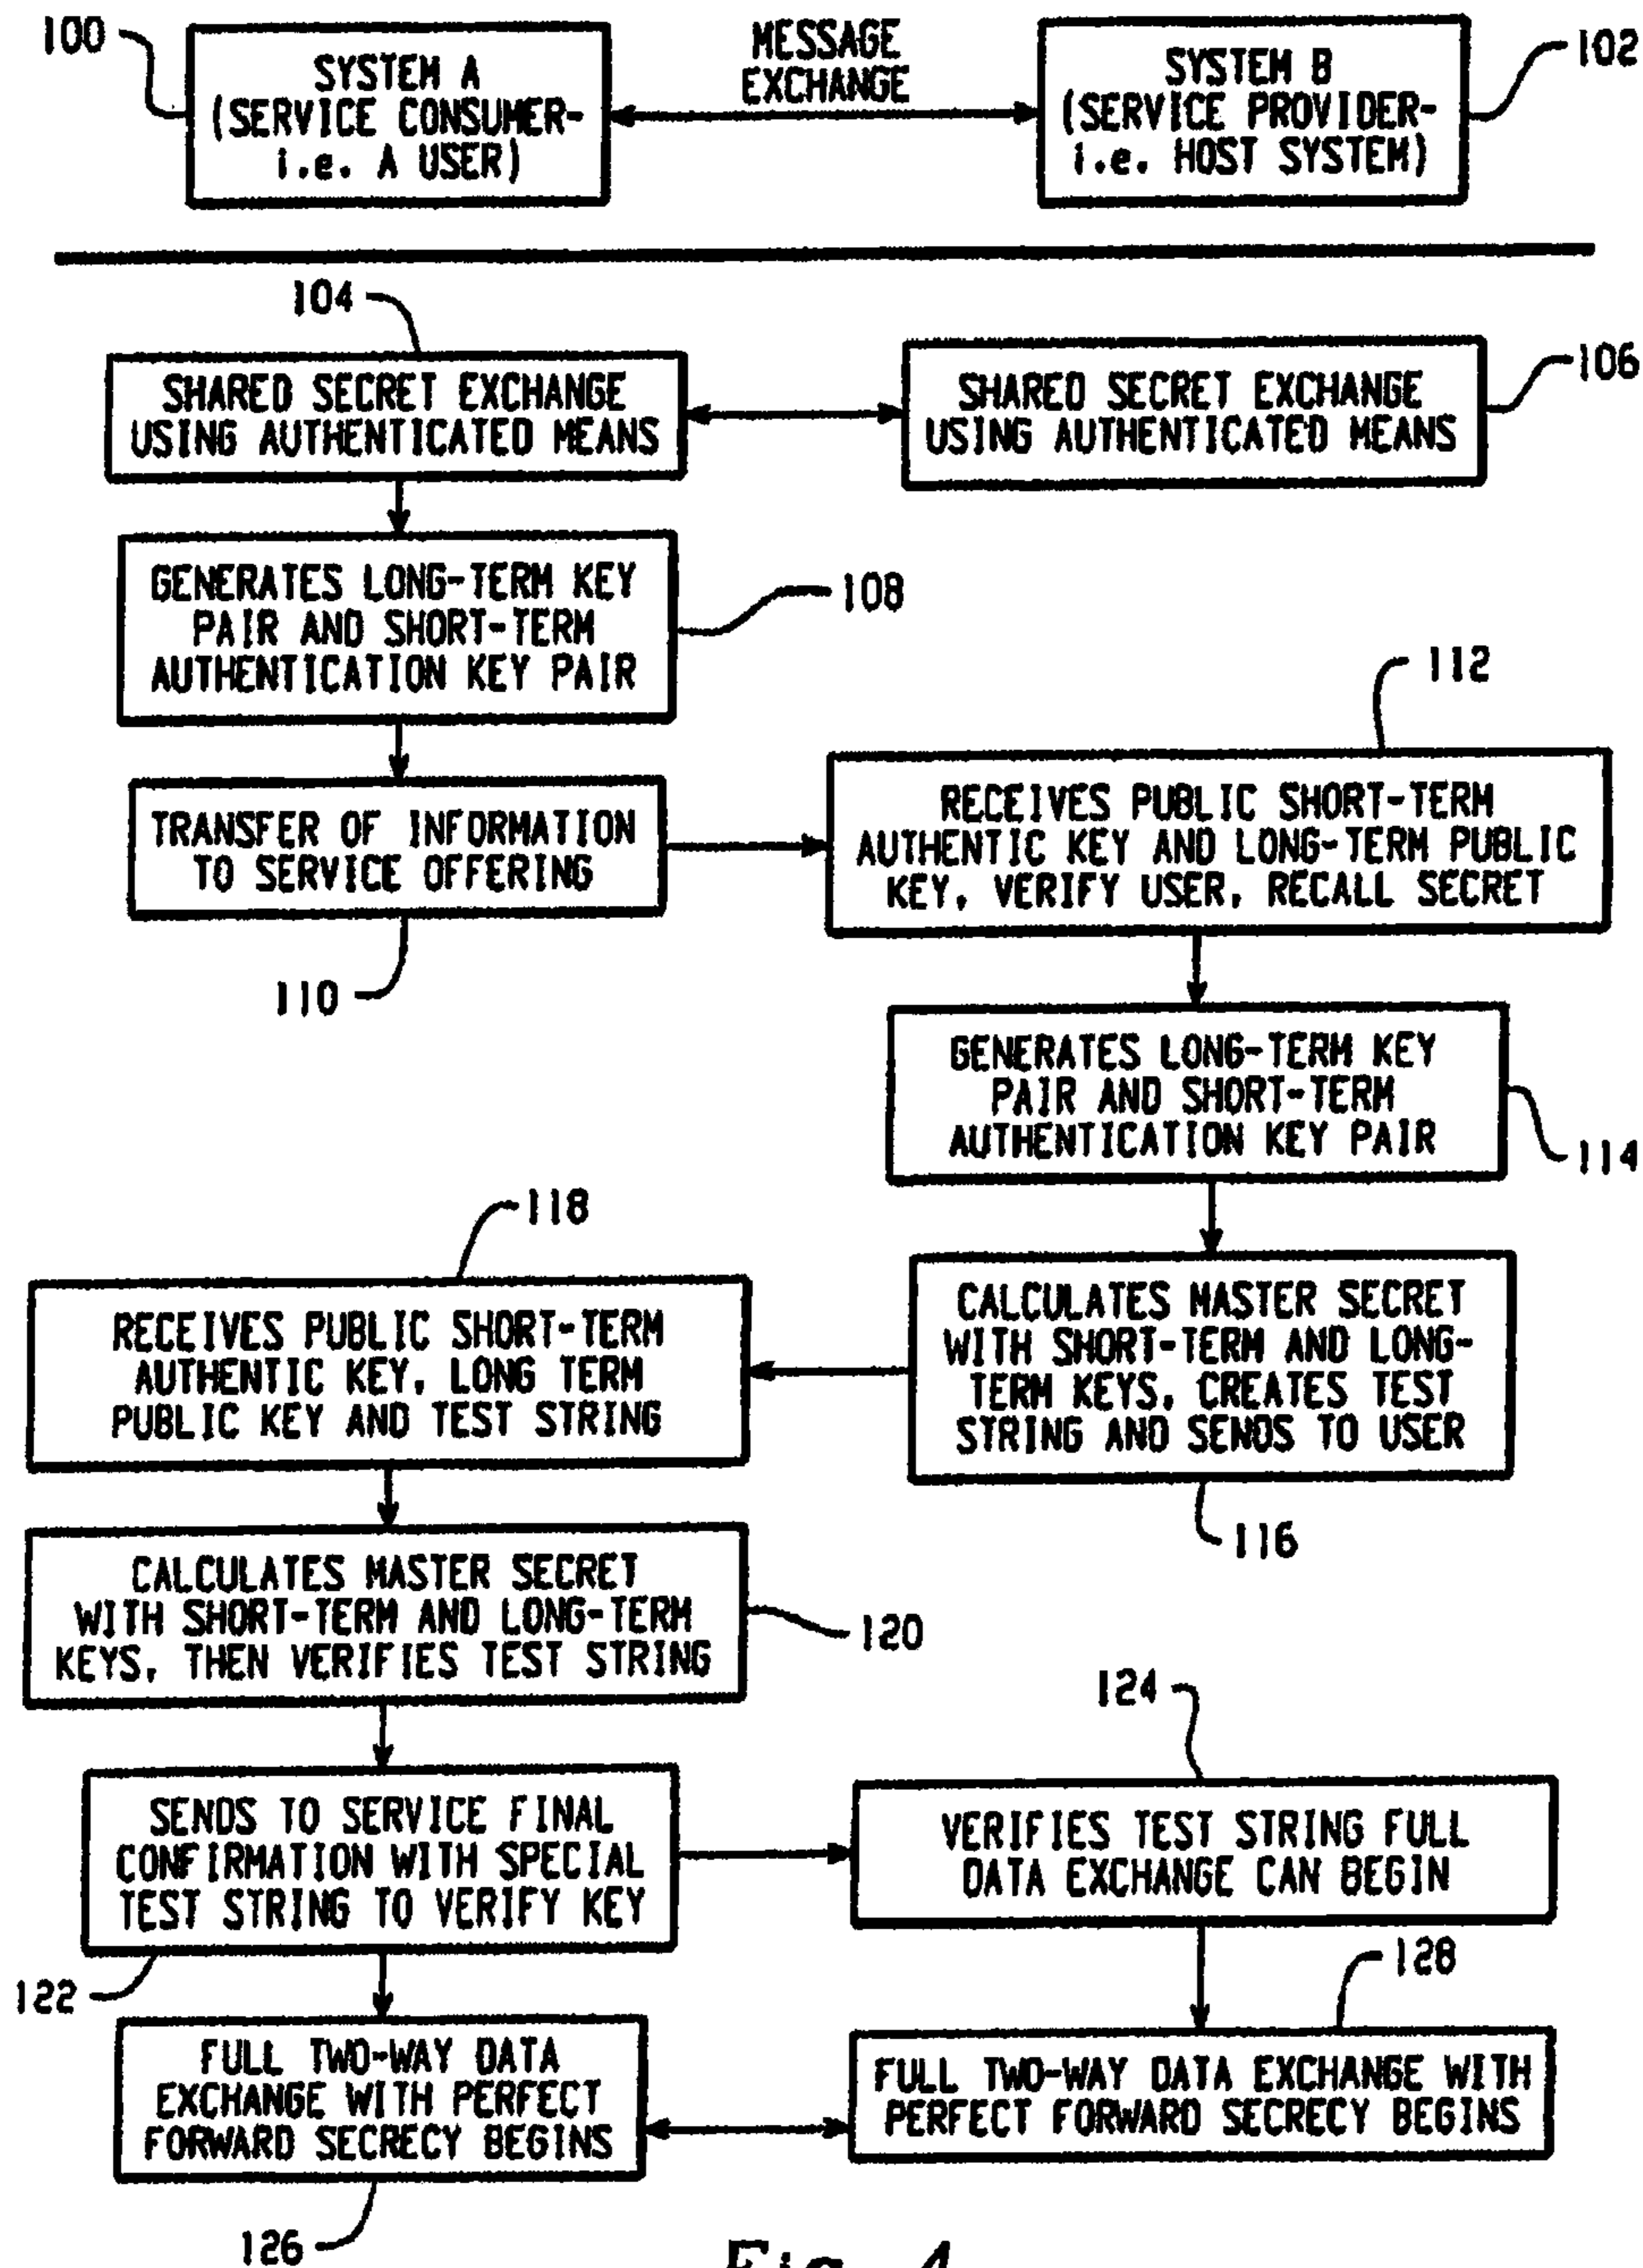 100
SYSTEM A
(SERVICE CONSUMER-
i.e. A USER)
MESSAGE
EXCHANGE
SYSTEM B
(SERVICE PROVIDER-
i.e. HOST SYSTEM)
102
104
SHARED SECRET EXCHANGE
USING AUTHENTICATED MEANS
SHARED SECRET EXCHANGE
USING AUTHENTICATED MEANS
106
GENERATES LONG-TERM KEY
PAIR AND SHORT-TERM
AUTHENTICATION KEY PAIR
108
TRANSFER OF INFORMATION
TO SERVICE OFFERING
110
112
RECEIVES PUBLIC SHORT-TERM
AUTHENTIC KEY AND LONG-TERM PUBLIC
KEY, VERIFY USER, RECALL SECRET
GENERATES LONG-TERM KEY
PAIR AND SHORT-TERM
AUTHENTICATION KEY PAIR
114
CALCULATES MASTER SECRET
WITH SHORT-TERM AND LONG-
TERM KEYS, CREATES TEST
STRING AND SENDS TO USER
116
118
RECEIVES PUBLIC SHORT-TERM
AUTHENTIC KEY, LONG TERM
PUBLIC KEY AND TEST STRING
CALCULATES MASTER SECRET
WITH SHORT-TERM AND LONG-TERM
KEYS, THEN VERIFIES TEST STRING
120
SENDS TO SERVICE FINAL
CONFIRMATION WITH SPECIAL
TEST STRING TO VERIFY KEY
122
124
VERIFIES TEST STRING FULL
DATA EXCHANGE CAN BEGIN
FULL TWO-WAY DATA
EXCHANGE WITH PERFECT
FORWARD SECRECY BEGINS
126
128
FULL TWO-WAY DATA EXCHANGE WITH
PERFECT FORWARD SECRECY BEGINS
Fig. 4